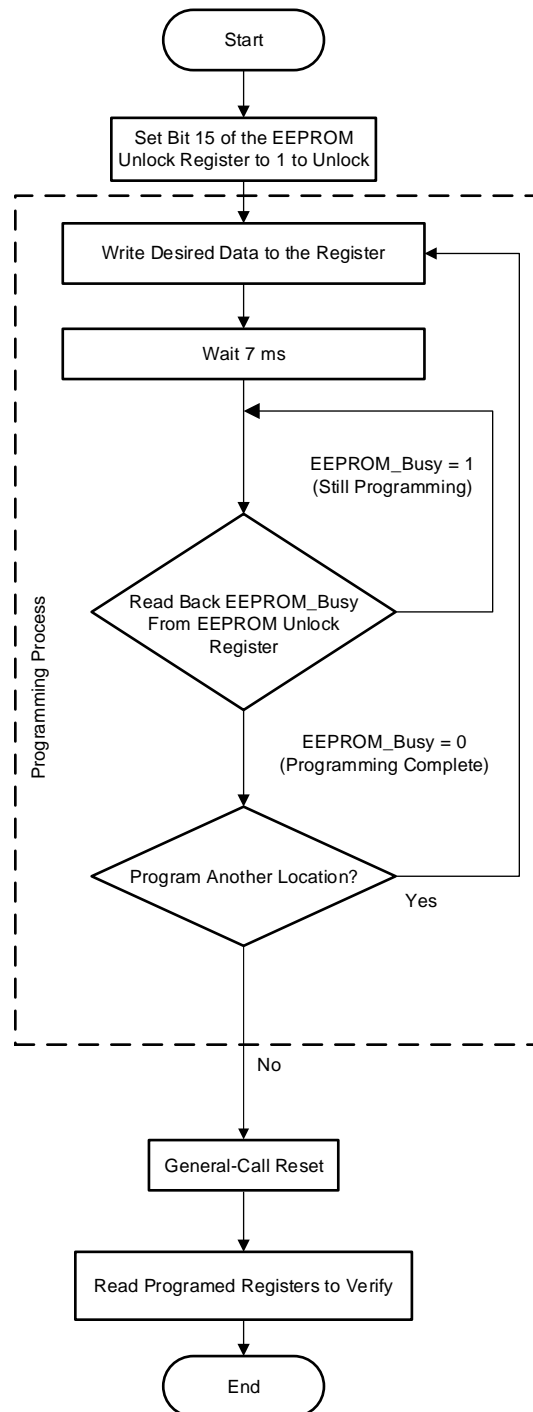 Start
Set Bit 15 of the EEPROM
Unlock Register to 1 to Unlock
Write Desired Data to the Register
Wait 7 ms
EEPROM_Busy = 1
(Still Programming)
Read Back EEPROM_Busy
From EEPROM Unlock
Register
Programming Process
EEPROM_Busy = 0
(Programming Complete)
Program Another Location?
Yes
No
General-Call Reset
Read Programed Registers to Verify
End